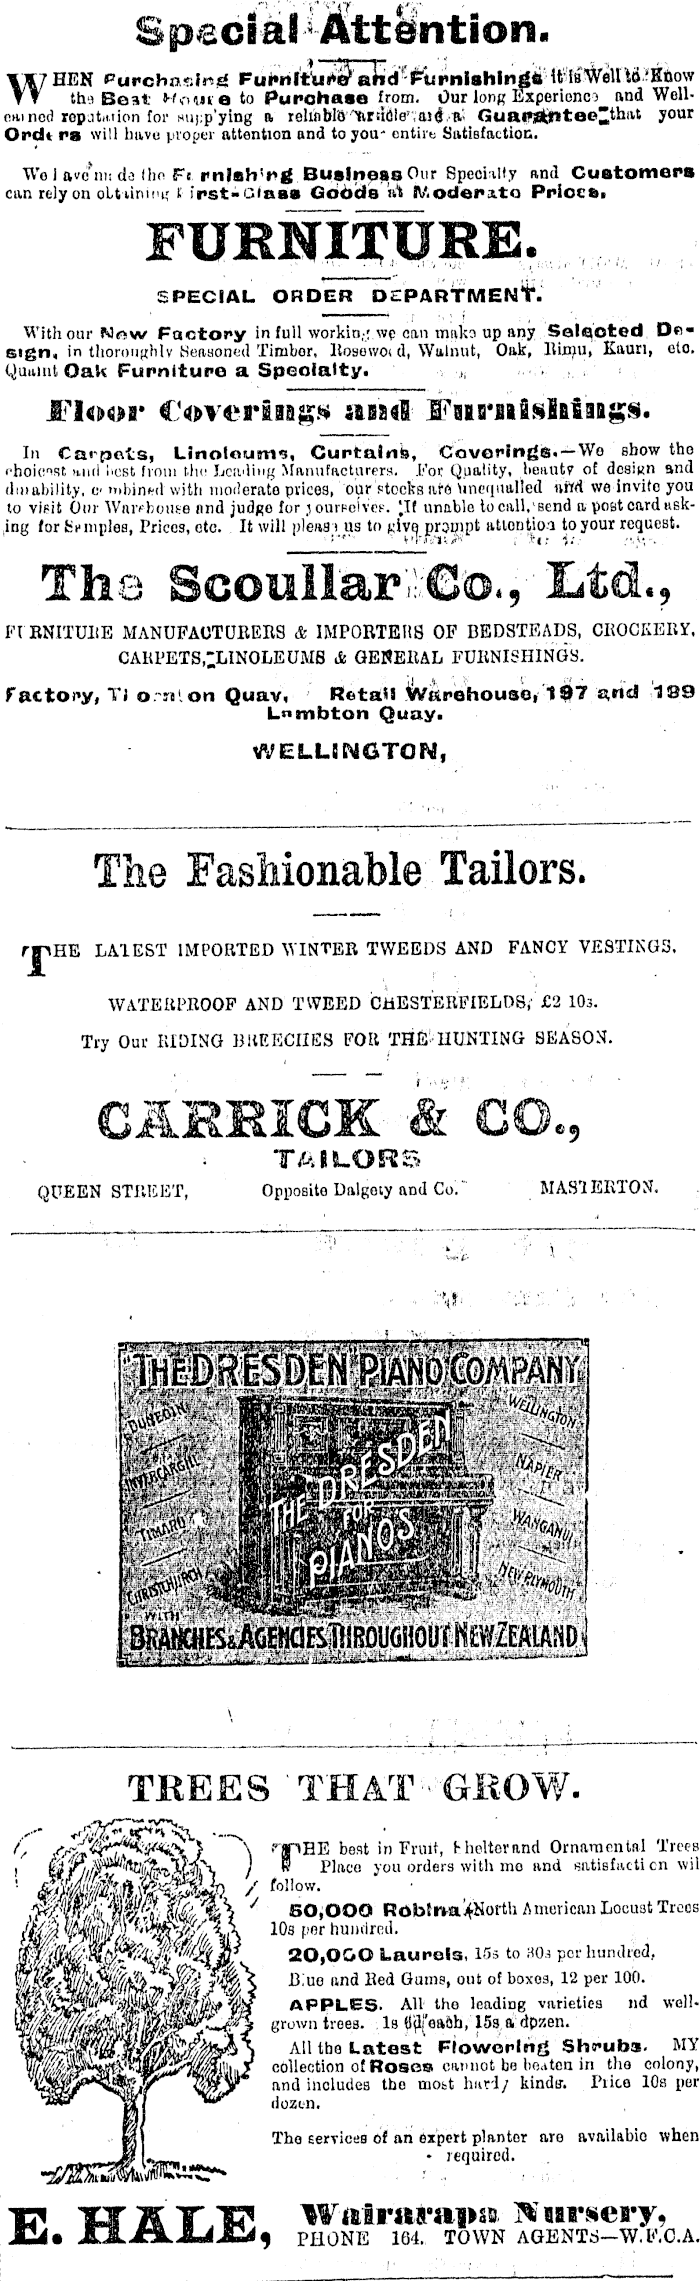 Special Attention.
WHEN Purchasing Furniture and Furnishings it is Well to Know
the Best House to Purchase from. Our long Experience and Well-
earned reputation for supplying a reliable article, and a Guarantee that your
Orders will have proper attention and to your entire Satisfaction.
We have made the Furnishing Business Our Specialty and Customers
can rely on obtaining First-Class Goods at Moderate Prices.
FURNITURE.
SPECIAL ORDER DEPARTMENT.
With our New Factory in full working we can make up any Selected De-
sign, in thoroughly Seasoned Timber, Rosewood, Walnut, Oak, Rimu, Kauri, etc.
Quaint Oak Furniture a Specialty.
Floor Coverings and Furnishings.
In Carpets, Linoleums, Curtains, Coverings.—We show the
choicest and best from the Leading Manufacturers. For Quality, beauty of design and
durability, combined with moderate prices, our stocks are unequalled and we invite you
to visit Our Warehouse and judge for yourselves. If unable to call, send a post card ask-
ing for Samples, Prices, etc. It will please us to give prompt attention to your request.
The Scoullar Co., Ltd.,
FURNITURE MANUFACTURERS & IMPORTERS OF BEDSTEADS, CROCKERY,
CARPETS, LINOLEUMS & GENERAL FURNISHINGS.
Factory, Thornton Quay, Retail Warehouse, 197 and 199
Lambton Quay.
WELLINGTON,
The Fashionable Tailors.
THE LATEST IMPORTED WINTER TWEEDS AND FANCY VESTINGS.
WATERPROOF AND TWEED CHESTERFIELDS, £2 10s.
Try Our RIDING BREECHES FOR THE HUNTING SEASON.
CARRICK & CO.,
TAILORS
QUEEN STREET, Opposite Dalgety and Co. MASTERTON.
THE DRESDEN PIANO COMPANY
DUNEDIN
INVERCARGILL
TIMARU
CHRISTCHURCH
WELLINGTON
NAPIER
WANGANUI
NEW PLYMOUTH
THE DRESDEN
FOR
PIANOS
WITH
BRANCHES & AGENCIES THROUGHOUT NEW ZEALAND
TREES THAT GROW.
THE best in Fruit, Shelter and Ornamental Trees
Place you orders with me and satisfaction wil
follow.
50,000 Robina (North American Locust Trees
10s per hundred.
20,000 Laurels, 15s to 30s per hundred,
Blue and Red Gums, out of boxes, 12 per 100.
APPLES. All the leading varieties nd well-
grown trees. 1s 6d each, 15s a dozen.
All the Latest Flowering Shrubs. MY
collection of Roses cannot be beaten in the colony,
and includes the most hardy kinds. Price 10s per
dozen.
The services of an expert planter are available when
required.
E. HALE, Wairarapa Nursery,
PHONE 164. TOWN AGENTS—W.F.C.A.